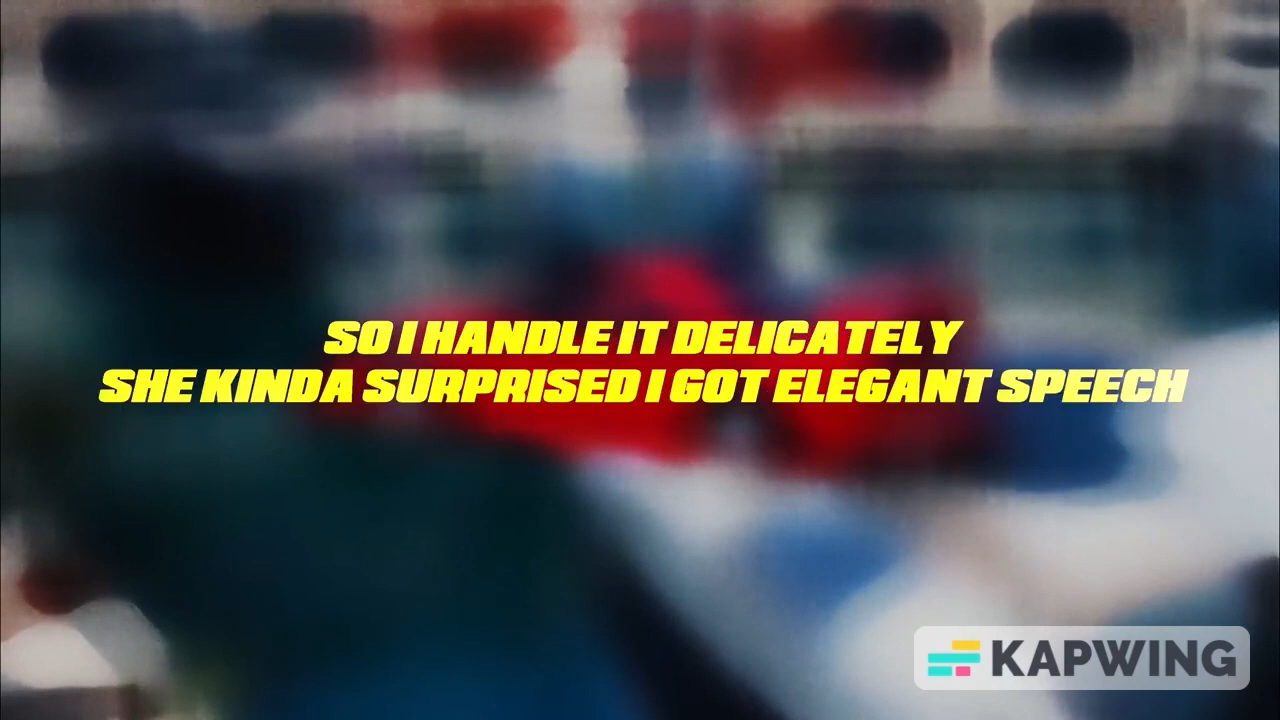 SO I HANDLE IT DELICATELY
SHE KINDA SURPRISED I GOT ELEGANT SPEECH
KAPWING